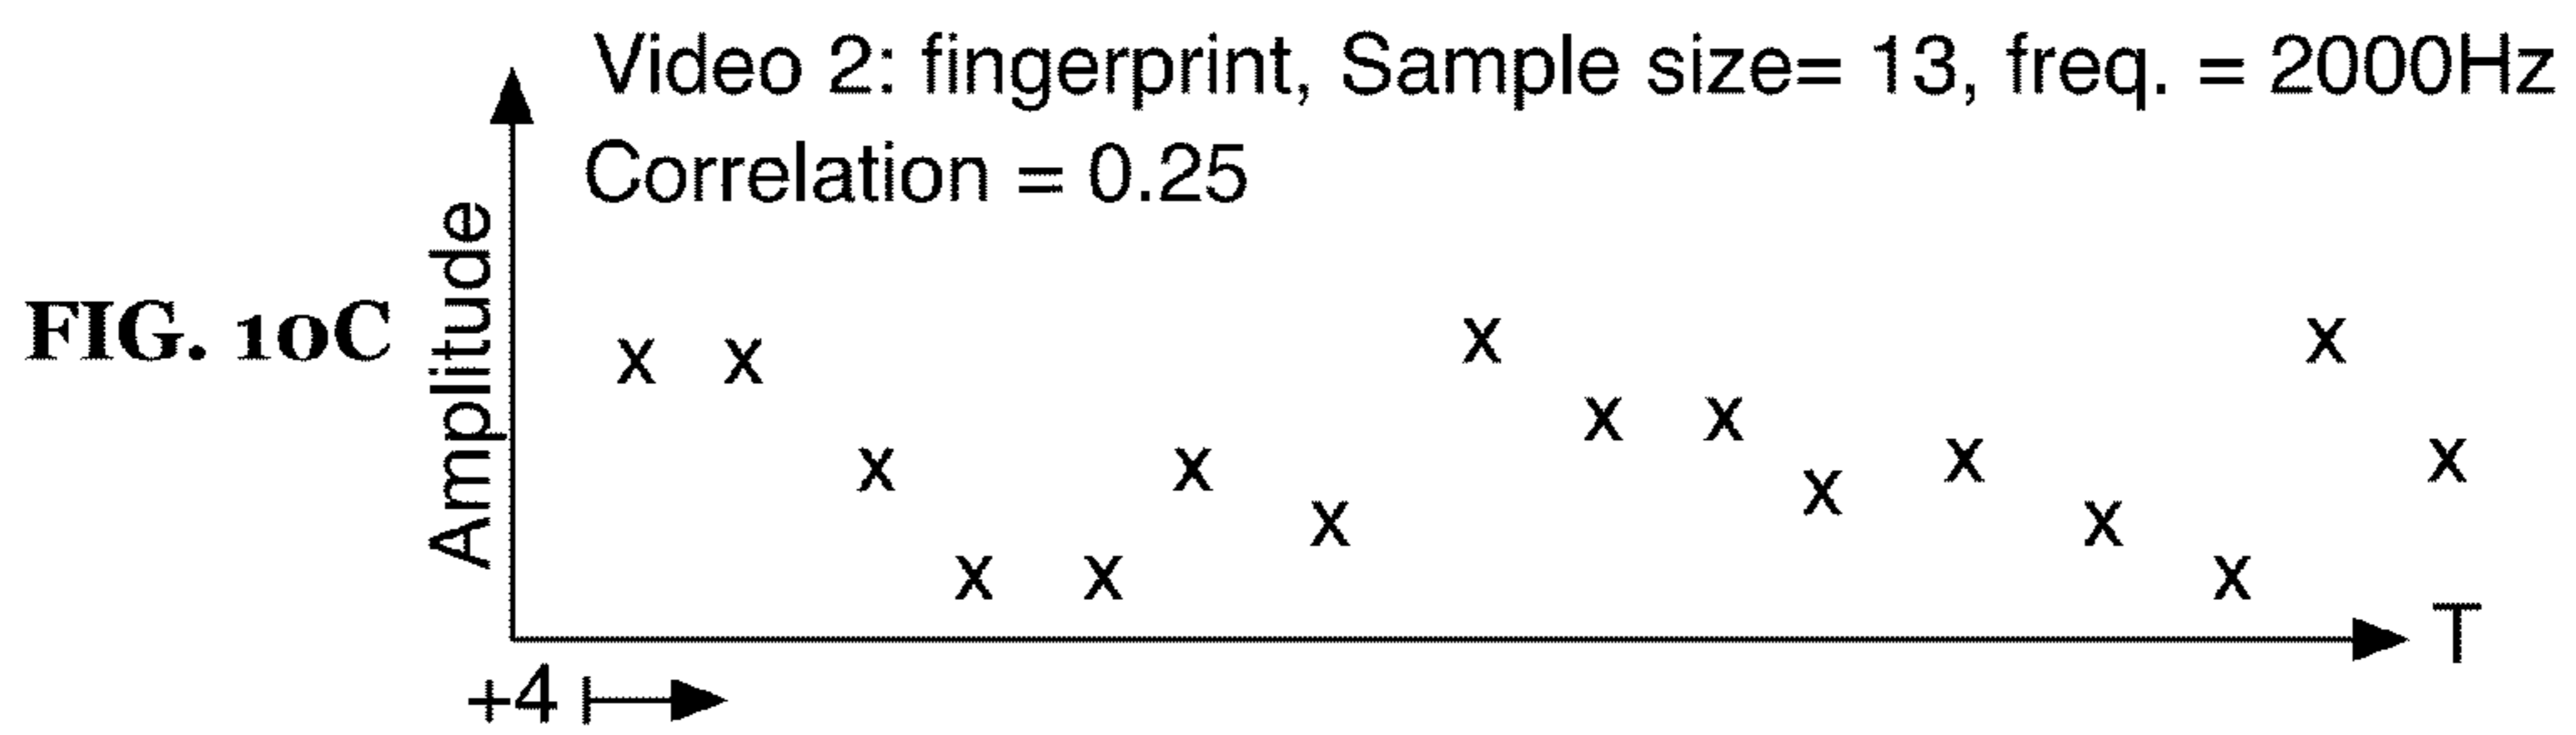 Video 2: fingerprint, Sample size= 13, freq. = 2000Hz
Correlation = 0.25
Amplitude
FIG. 10C
x x x x x x x x x x x x x x x
T
+4